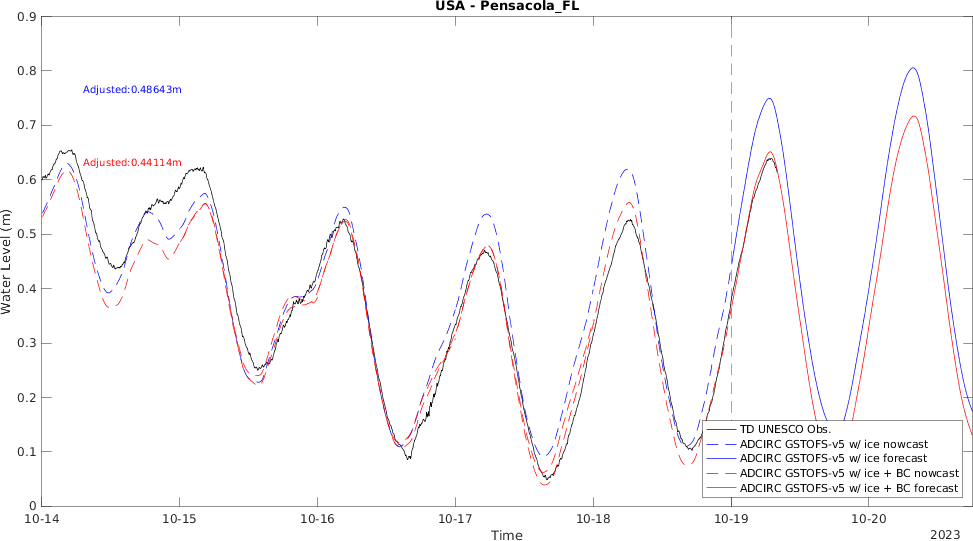 USA - Pensacola_FL
0.9
0.8
0.7
0.6
0.5
0.4
0.3
0.2
0.1
0
Water Level (m)
Adjusted:0.48643m
Adjusted:0.44114m
TD UNESCO Obs.
ADCIRC GSTOFS-v5 w/ ice nowcast
ADCIRC GSTOFS-v5 w/ ice forecast
ADCIRC GSTOFS-v5 w/ ice + BC nowcast
ADCIRC GSTOFS-v5 w/ ice + BC forecast
10-14 10-15 10-16 10-17 10-18 10-19 10-20
Time
2023